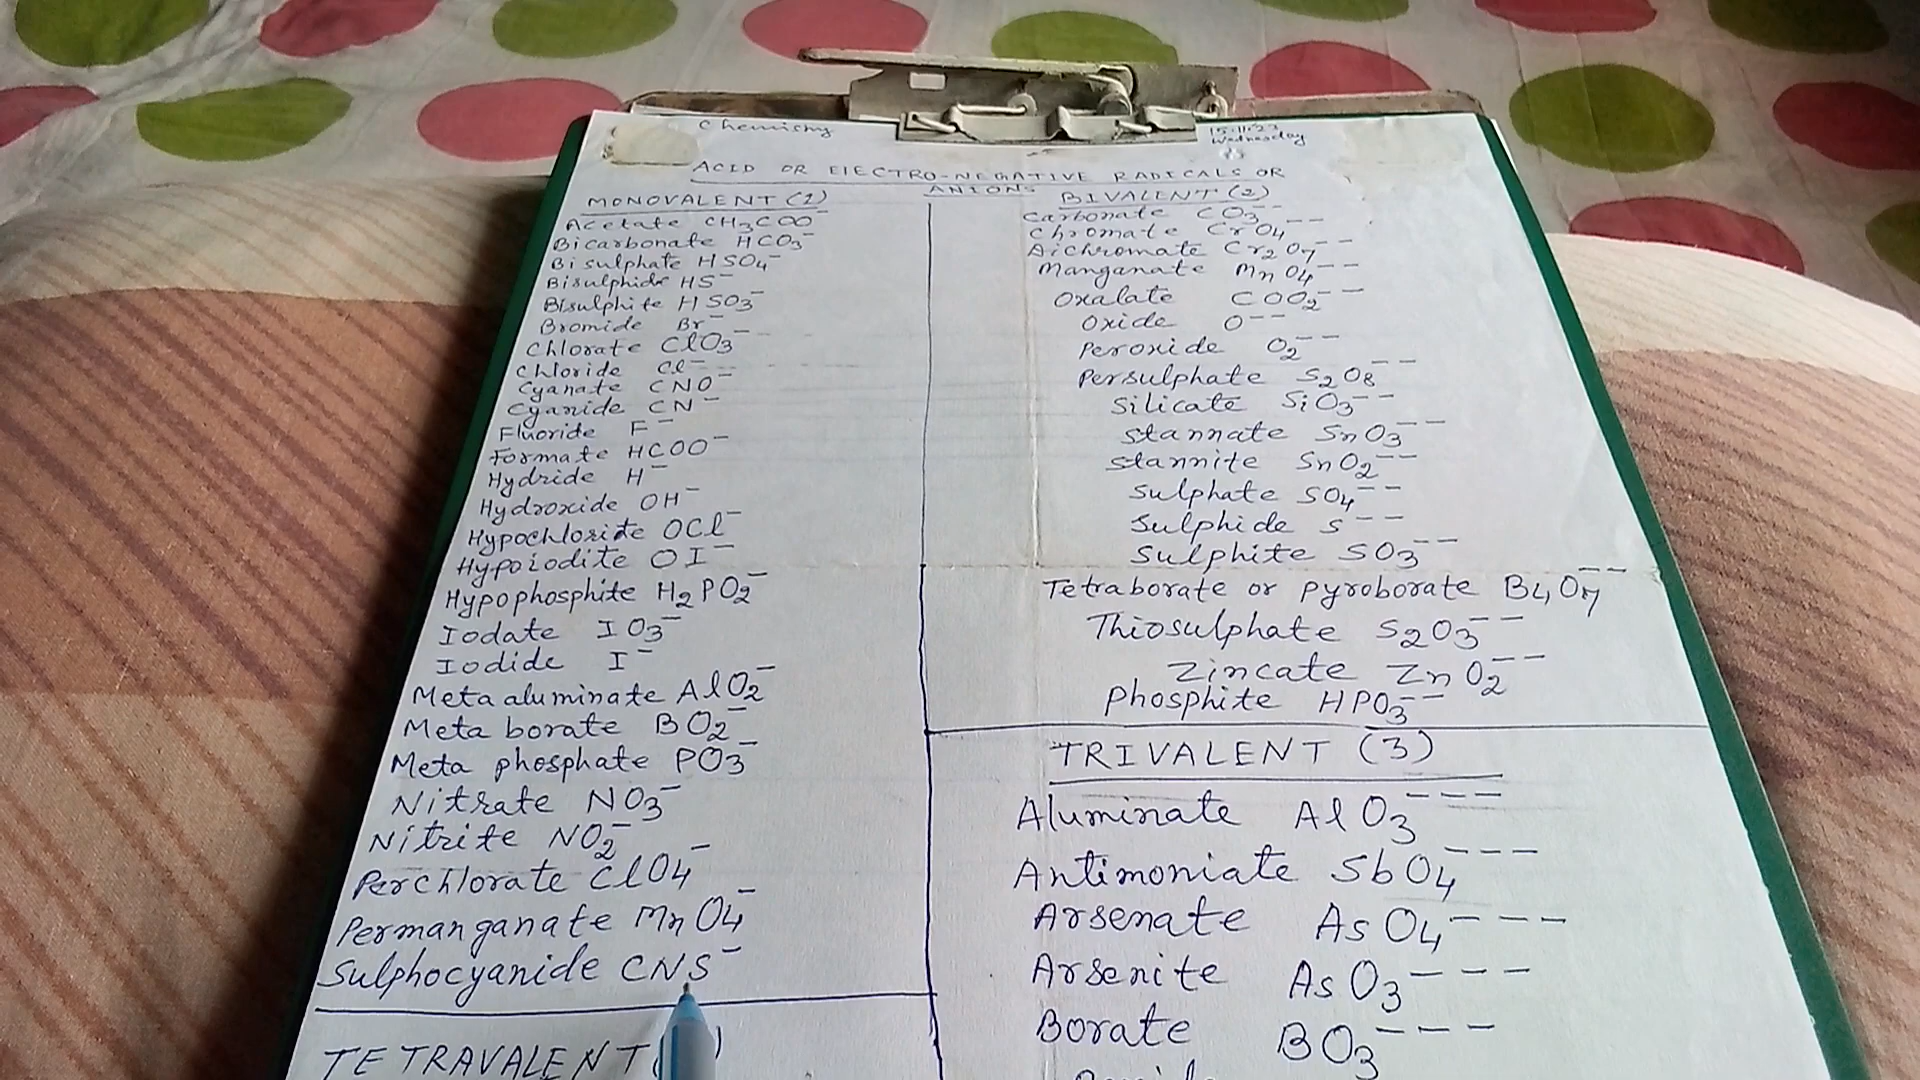 Chemistry
15.11.23
Wednesday
ACID OR ELECTRO-NEGATIVE RADICALS OR
ANIONS
MONOVALENT (1)
Acetate CH3COO-
Bicarbonate HCO3-
Bisulphate HSO4-
Bisulphide HS-
Bisulphite HSO3-
Bromide Br-
Chlorate ClO3-
Chloride Cl-
Cyanate CNO-
Cyanide CN-
Fluoride F-
Formate HCOO-
Hydride H-
Hydroxide OH-
Hypochlorite OCl-
Hypoiodite OI-
Hypophosphite H2PO2-
Iodate IO3-
Iodide I-
Meta aluminate AlO2-
Meta borate BO2-
Meta phosphate PO3-
Nitrate NO3-
Nitrite NO2-
Perchlorate ClO4-
Permanganate MnO4-
Sulphocyanide CNS-
TETRAVALENT (
BIVALENT (2)
Carbonate CO3--
Chromate CrO4--
Dichromate Cr2O7--
Manganate MnO4--
Oxalate COO2--
Oxide O--
Peroxide O2--
Persulphate S2O8--
Silicate SiO3--
Stannate SnO3--
Stannite SnO2--
Sulphate SO4--
Sulphide S--
Sulphite SO3--
Tetraborate or pyroborate B4O7--
Thiosulphate S2O3--
Zincate ZnO2--
Phosphite HPO3--
TRIVALENT (3)
Aluminate AlO3---
Antimoniate SbO4---
Arsenate AsO4---
Arsenite AsO3---
Borate BO3---